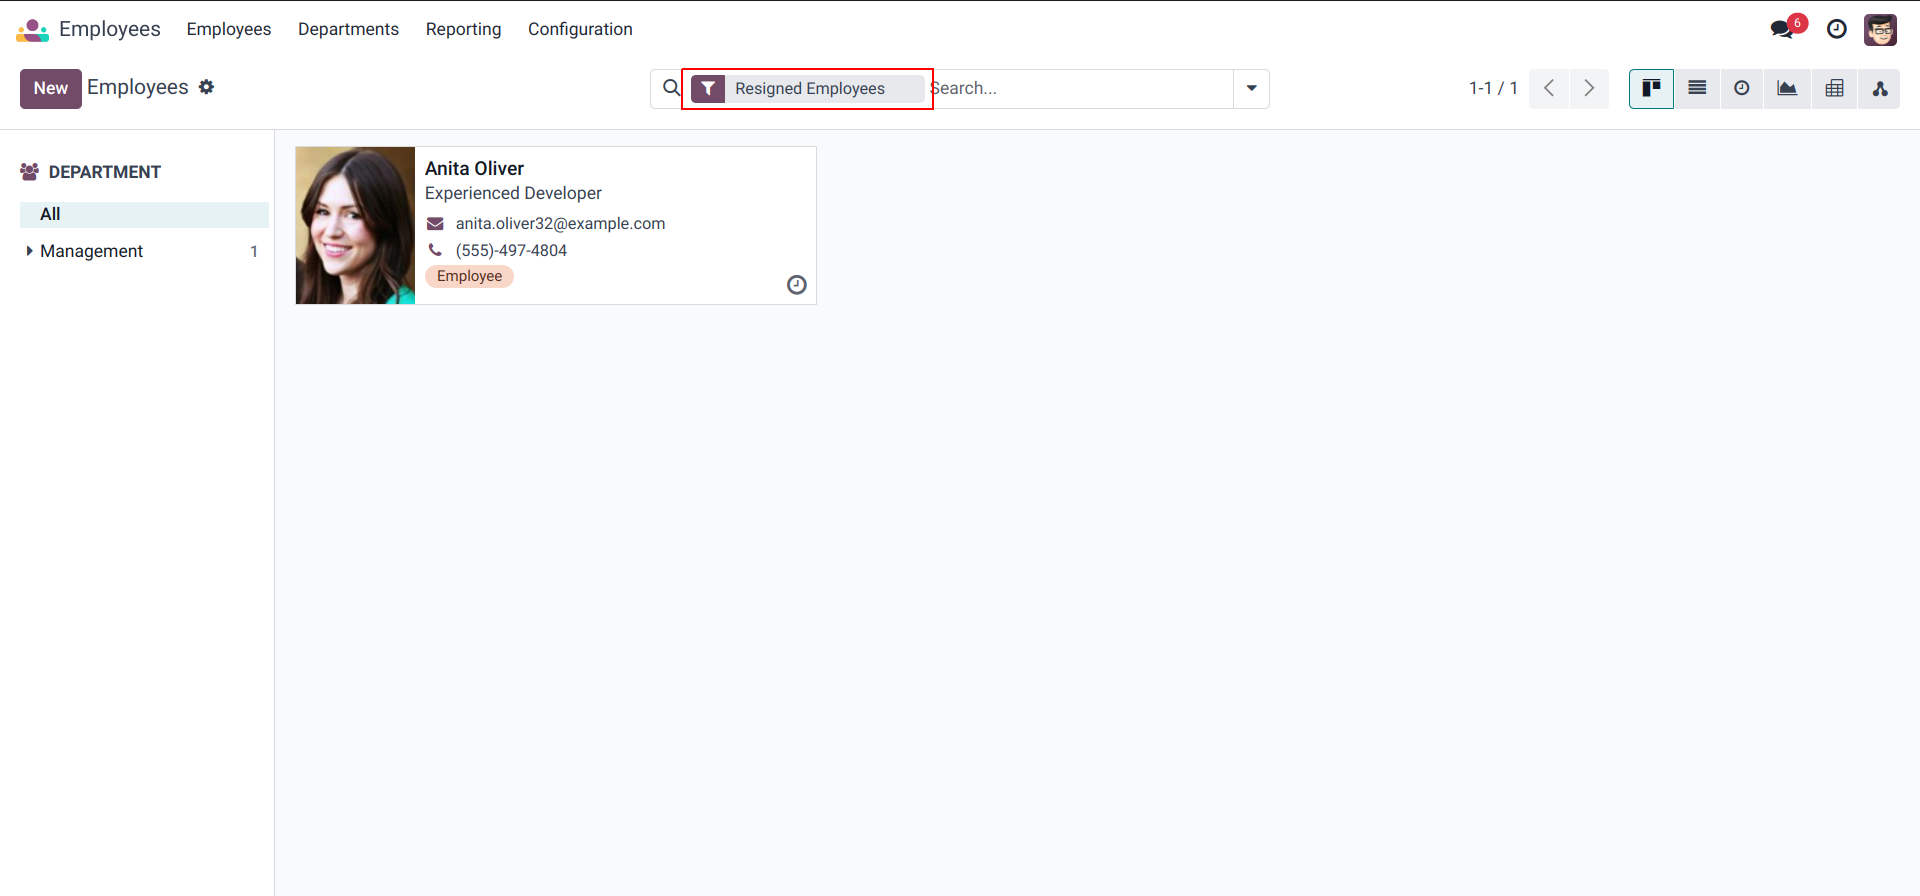 Employees Employees Departments Reporting Configuration 6
New Employees Resigned Employees Search... 1-1 / 1
DEPARTMENT
All
Management 1
Anita Oliver
Experienced Developer
anita.oliver32@example.com
(555)-497-4804
Employee